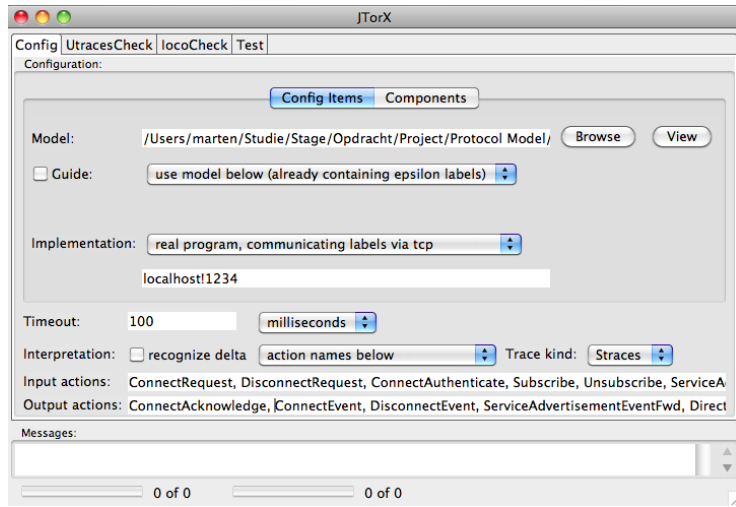 JTorX
Config UtracesCheck IocoCheck Test
Configuration:
Config Items Components
Model: /Users/marten/Studie/Stage/Opdracht/Project/Protocol Model/ Browse View
Guide: use model below (already containing epsilon labels)
Implementation: real program, communicating labels via tcp
localhost!1234
Timeout: 100 milliseconds
Interpretation: recognize delta action names below Trace kind: Straces
Input actions: ConnectRequest, DisconnectRequest, ConnectAuthenticate, Subscribe, Unsubscribe, ServiceA
Output actions: ConnectAcknowledge, ConnectEvent, DisconnectEvent, ServiceAdvertisementEventFwd, Direct
Messages:
0 of 0 0 of 0